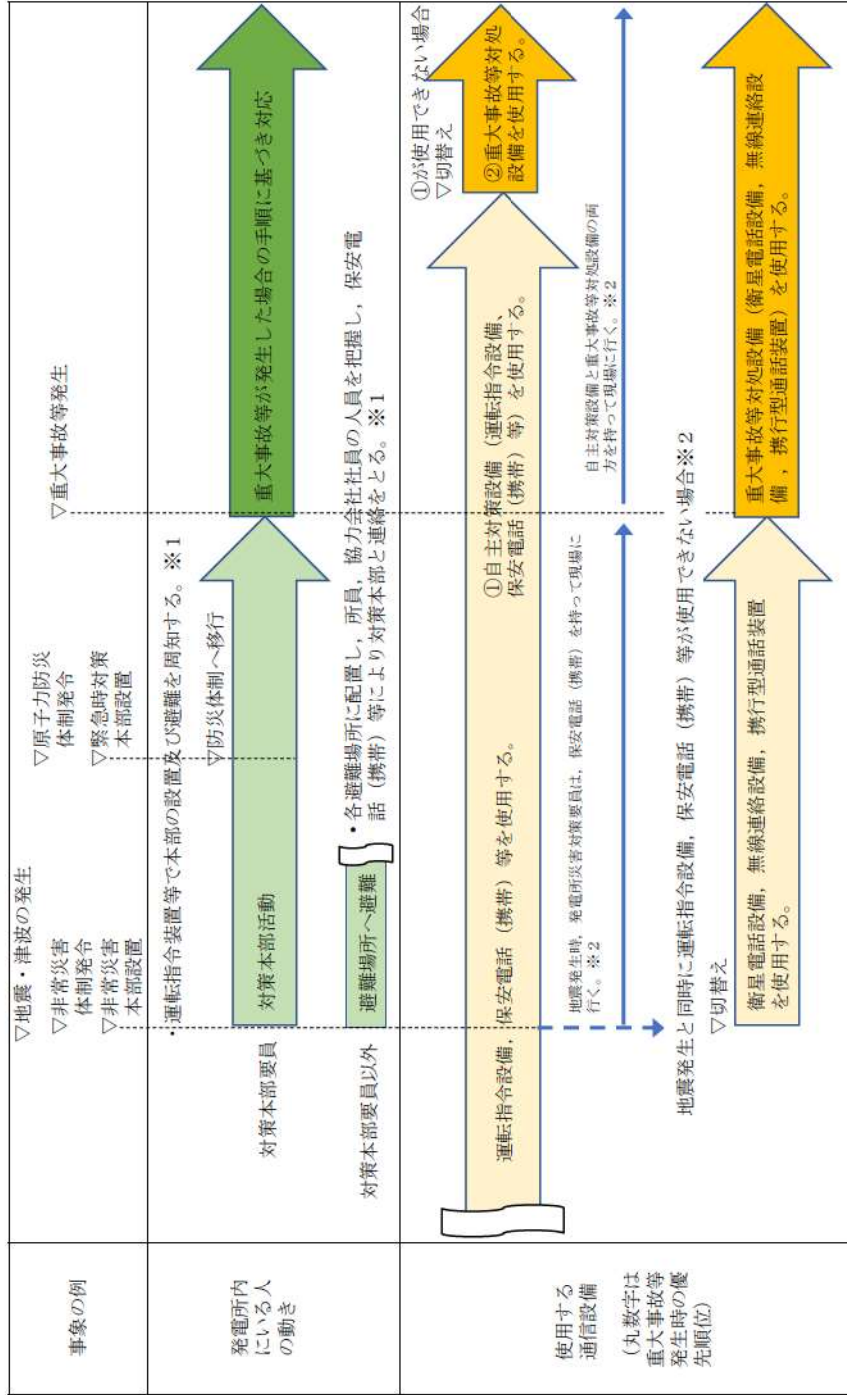 事象の例
▽地震・津波の発生
▽非常災害
体制発令
▽非常災害
本部設置
▽原子力防災
体制発令
▽緊急時対策
本部設置
▽重大事故等発生
発電所内
にいる人
の動き
・運転指令装置等で本部の設置及び避難を周知する。※1
対策本部要員
対策本部活動
▽防災体制へ移行
重大事故等が発生した場合の手順に基づき対応
対策本部要員以外
避難場所へ避難
・各避難場所に配置し，所員，協力会社社員の人員を把握し，保安電
話（携帯）等により対策本部と連絡をとる。※1
使用する
通信設備
(丸数字は
重大事故等
発生時の優
先順位)
運転指令設備，保安電話（携帯）等を使用する。
①自主対策設備（運転指令設備、
保安電話（携帯）等）を使用する。
①が使用できない場合
▽切替え
②重大事故等対処
設備を使用する。
地震発生時，発電所災害対策要員は，保安電話（携帯）を持って現場に
行く。※2
自主対策設備と重大事故等対処設備の両
方を持って現場に行く。※2
地震発生と同時に運転指令設備，保安電話（携帯）等が使用できない場合※2
▽切替え
衛星電話設備，無線連絡設備，携行型通話装置
を使用する。
重大事故等対処設備（衛星電話設備，無線連絡設
備，携行型通話装置）を使用する。